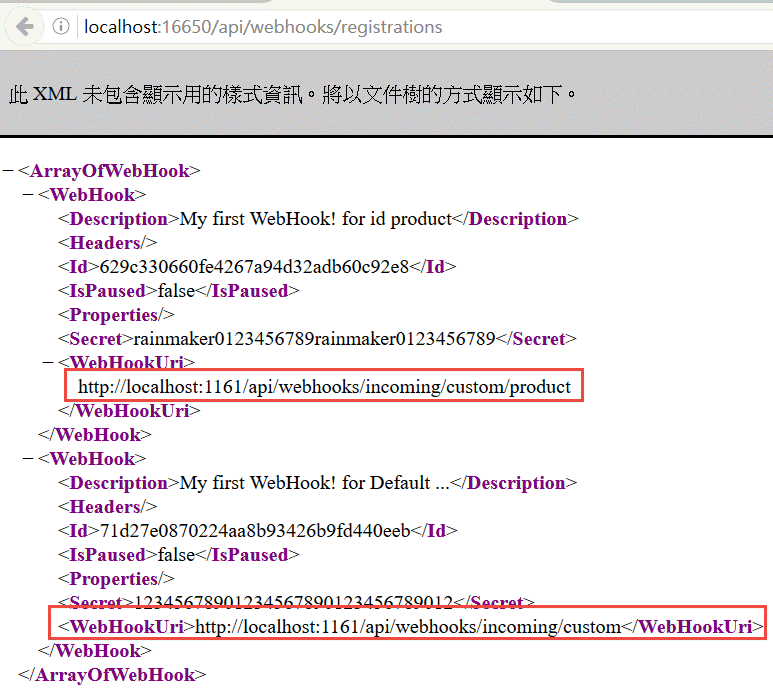 localhost:16650/api/webhooks/registrations
此 XML 未包含顯示用的樣式資訊。將以文件樹的方式顯示如下。
−<ArrayOfWebHook>
−<WebHook>
<Description>My first WebHook! for id product</Description>
<Headers/>
<Id>629c330660fe4267a94d32adb60c92e8</Id>
<IsPaused>false</IsPaused>
<Properties/>
<Secret>rainmaker0123456789rainmaker0123456789</Secret>
−<WebHookUri>
http://localhost:1161/api/webhooks/incoming/custom/product
</WebHookUri>
</WebHook>
−<WebHook>
<Description>My first WebHook! for Default ...</Description>
<Headers/>
<Id>71d27e0870224aa8b93426b9fd440eeb</Id>
<IsPaused>false</IsPaused>
<Properties/>
<Secret>12345678901234567890123456789012</Secret>
<WebHookUri>http://localhost:1161/api/webhooks/incoming/custom</WebHookUri>
</WebHook>
</ArrayOfWebHook>